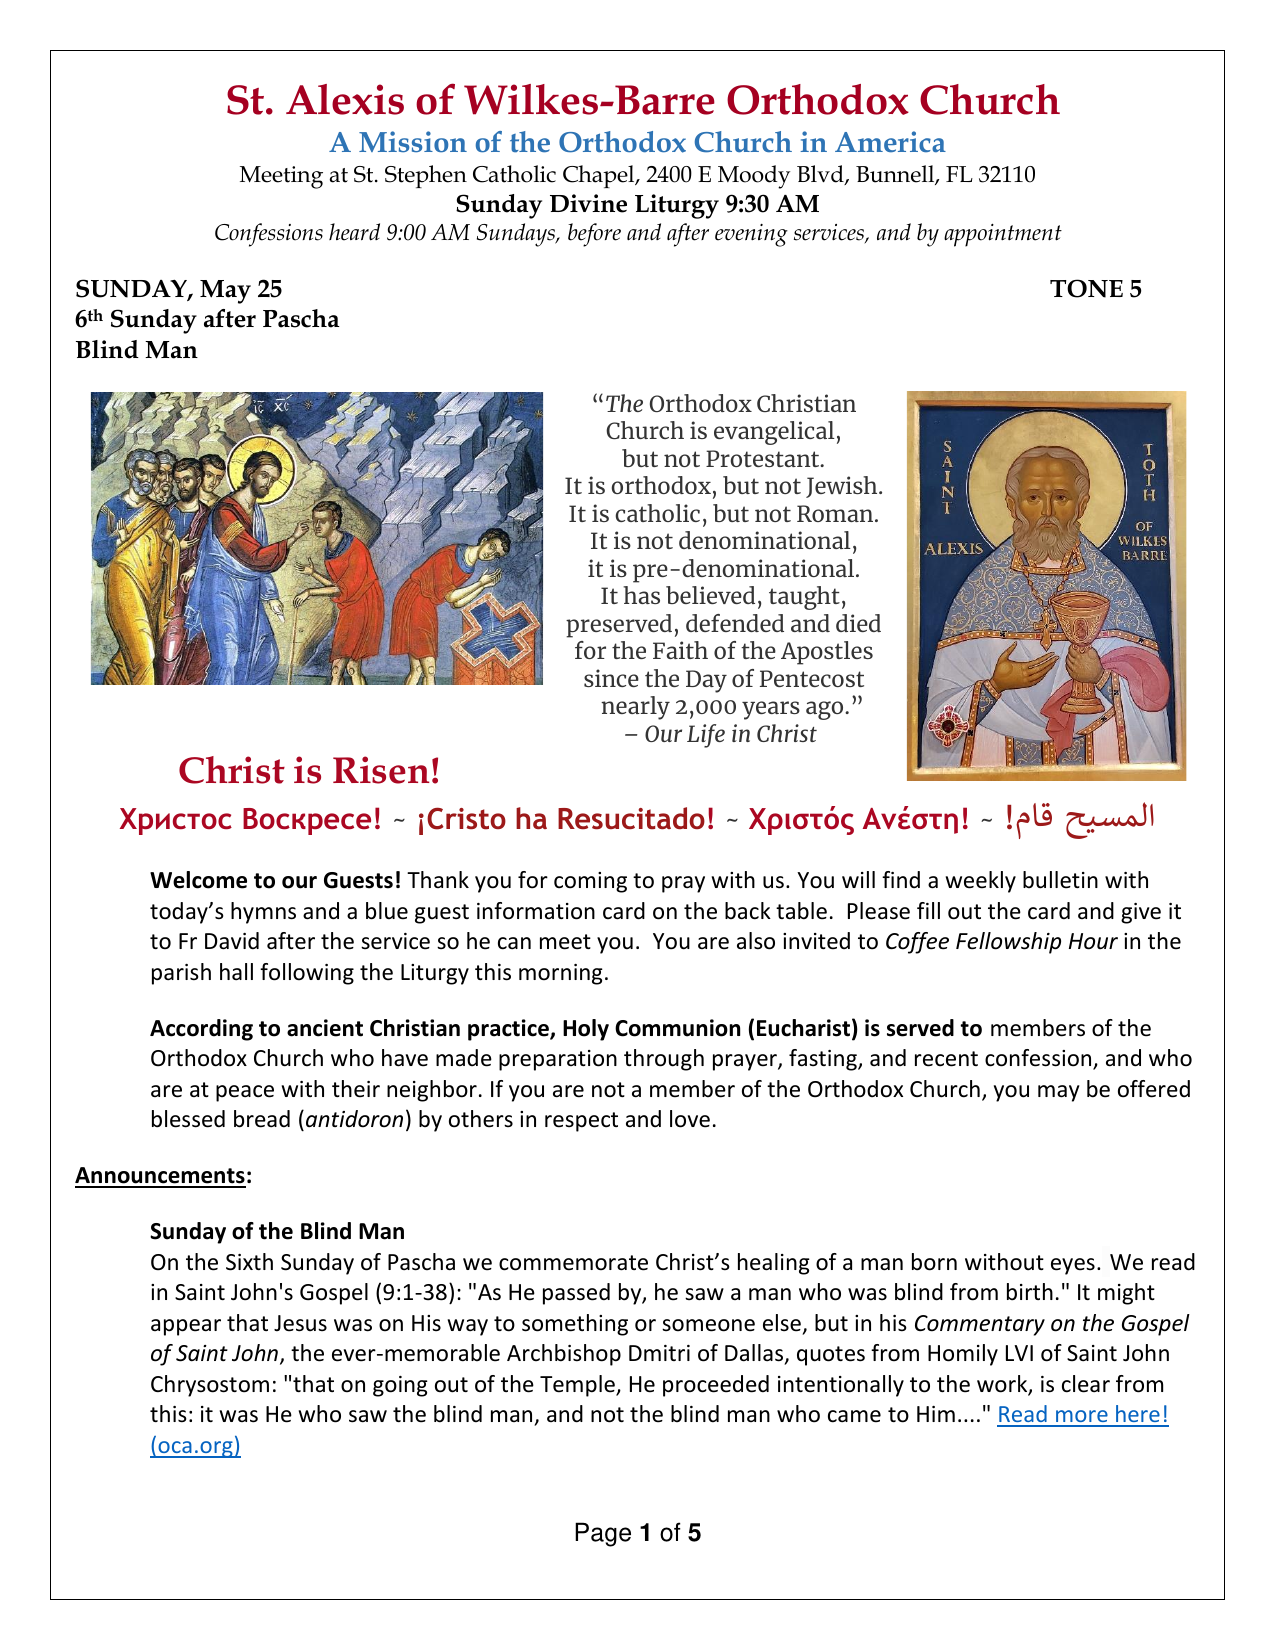 St. Alexis of Wilkes-Barre Orthodox Church
A Mission of the Orthodox Church in America
Meeting at St. Stephen Catholic Chapel, 2400 E Moody Blvd, Bunnell, FL 32110
Sunday Divine Liturgy 9:30 AM
Confessions heard 9:00 AM Sundays, before and after evening services, and by appointment
SUNDAY, May 25 TONE 5
6th Sunday after Pascha
Blind Man
IC XC
“The Orthodox Christian
Church is evangelical,
but not Protestant.
It is orthodox, but not Jewish.
It is catholic, but not Roman.
It is not denominational,
it is pre-denominational.
It has believed, taught,
preserved, defended and died
for the Faith of the Apostles
since the Day of Pentecost
nearly 2,000 years ago.”
– Our Life in Christ
SAINT
ALEXIS
TOTH
OF
WILKES
BARRE
Christ is Risen!
Христос Воскресе! ~ ¡Cristo ha Resucitado! ~ Χριστός Ανέστη! ~ المسيح قام!
Welcome to our Guests! Thank you for coming to pray with us. You will find a weekly bulletin with
today’s hymns and a blue guest information card on the back table.  Please fill out the card and give it
to Fr David after the service so he can meet you.  You are also invited to Coffee Fellowship Hour in the
parish hall following the Liturgy this morning.
According to ancient Christian practice, Holy Communion (Eucharist) is served to members of the
Orthodox Church who have made preparation through prayer, fasting, and recent confession, and who
are at peace with their neighbor. If you are not a member of the Orthodox Church, you may be offered
blessed bread (antidoron) by others in respect and love.
Announcements:
Sunday of the Blind Man
On the Sixth Sunday of Pascha we commemorate Christ’s healing of a man born without eyes. We read
in Saint John's Gospel (9:1-38): "As He passed by, he saw a man who was blind from birth." It might
appear that Jesus was on His way to something or someone else, but in his Commentary on the Gospel
of Saint John, the ever-memorable Archbishop Dmitri of Dallas, quotes from Homily LVI of Saint John
Chrysostom: "that on going out of the Temple, He proceeded intentionally to the work, is clear from
this: it was He who saw the blind man, and not the blind man who came to Him...." Read more here!
(oca.org)
Page 1 of 5